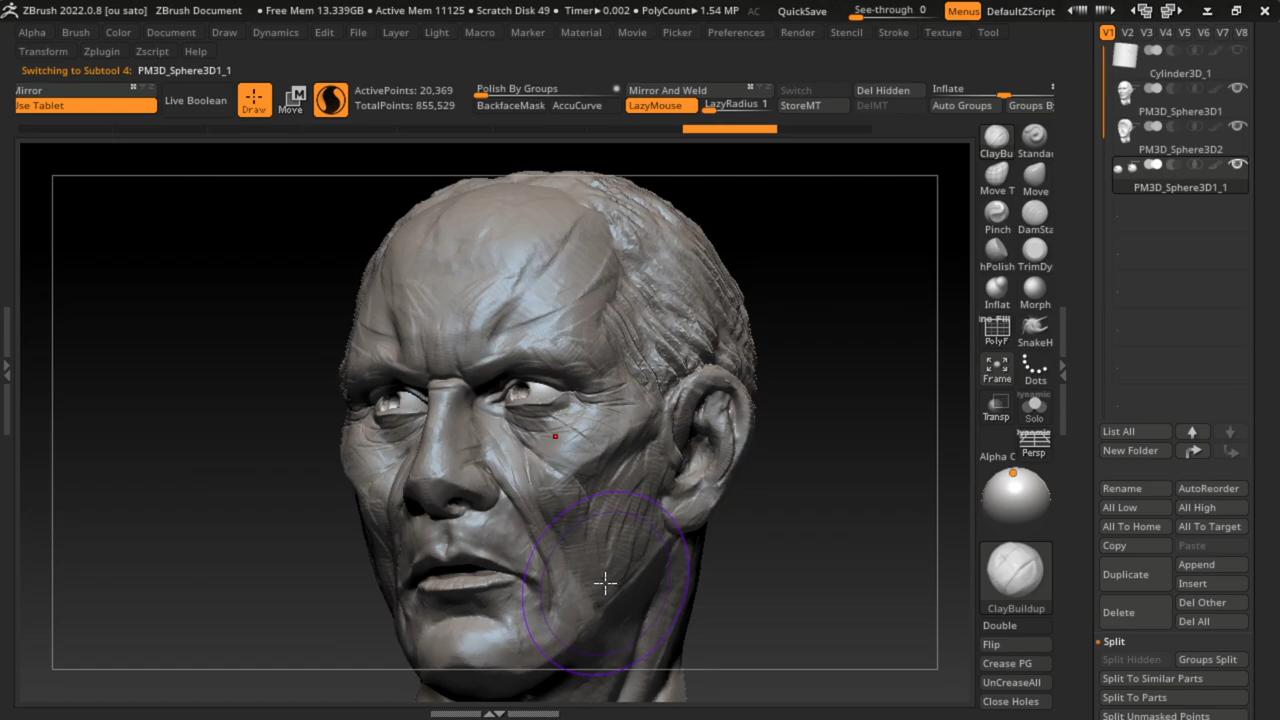 ZBrush 2022.0.8 [ou sato] ZBrush Document • Free Mem 13.339GB • Active Mem 11125 • Scratch Disk 49 • Timer▸0.002 • PolyCount▸1.54 MP AC QuickSave See-through 0 Menus DefaultZScript
Alpha Brush Color Document Draw Dynamics Edit File Layer Light Macro Marker Material Movie Picker Preferences Render Stencil Stroke Texture Tool
V1 V2 V3 V4 V5 V6 V7 V8
Transform Zplugin Zscript Help
Switching to Subtool 4: PM3D_Sphere3D1_1
Mirror
Use Tablet
Live Boolean
Draw
M
Move
ActivePoints: 20,369
TotalPoints: 855,529
Polish By Groups
BackfaceMask AccuCurve
Mirror And Weld
LazyMouse LazyRadius 1
Switch
StoreMT
Del Hidden
DelMT
Inflate
Auto Groups Groups By
ClayBu Standa
Move T Move
Pinch DamSta
hPolish TrimDy
Inflat Morph
PolyF SnakeH
Frame Dots
Dynamic
Transp Solo
Persp
Alpha O
ClayBuildup
Double
Flip
Crease PG
UnCreaseAll
Close Holes
Cylinder3D_1
PM3D_Sphere3D1
PM3D_Sphere3D2
PM3D_Sphere3D1_1
List All
New Folder
Rename AutoReorder
All Low All High
All To Home All To Target
Copy Paste
Duplicate
Append
Insert
Delete
Del Other
Del All
Split
Split Hidden Groups Split
Split To Similar Parts
Split To Parts
Split Unmasked Points